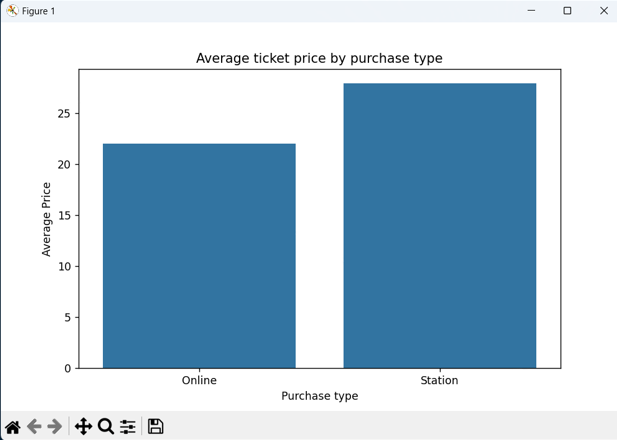 Figure 1
Average ticket price by purchase type
25
20
15
10
5
0
Average Price
Online
Station
Purchase type